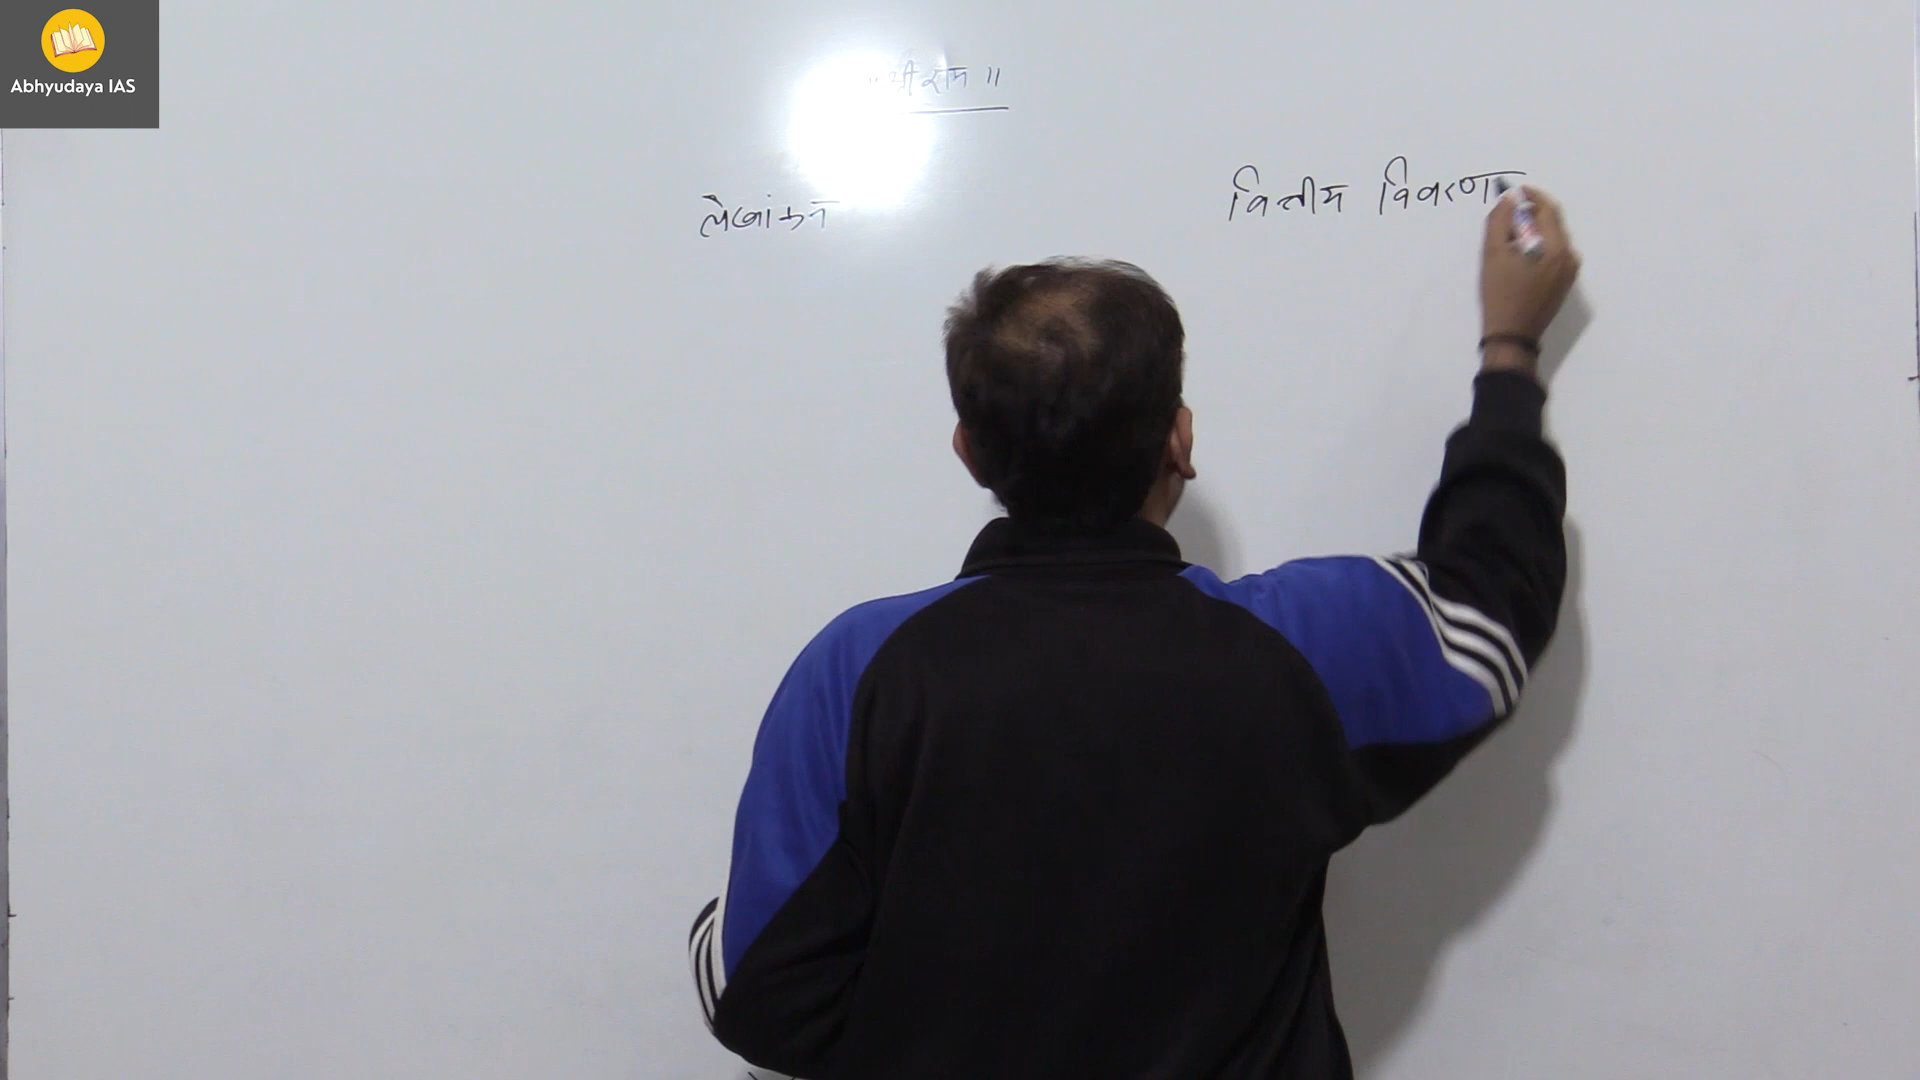 Abhyudaya IAS
॥ श्री राम ॥
लेखांकन
वित्तीय विवरण